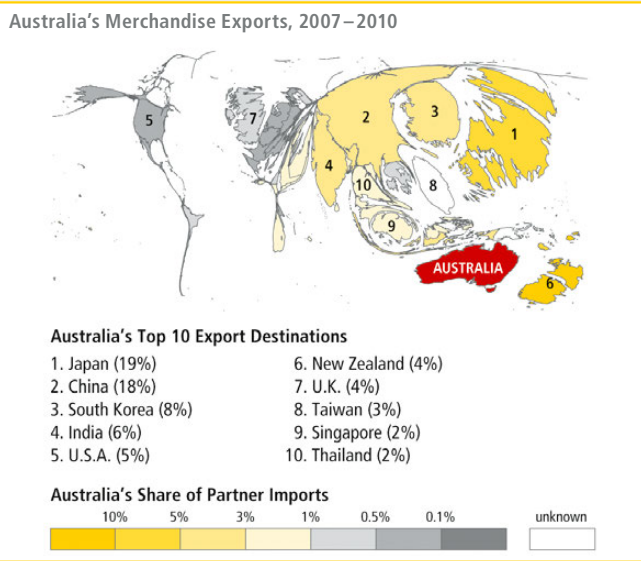 Australia's Merchandise Exports, 2007–2010
5
7
2
3
1
4
10
8
9
AUSTRALIA
6
Australia's Top 10 Export Destinations
1. Japan (19%)
2. China (18%)
3. South Korea (8%)
4. India (6%)
5. U.S.A. (5%)
6. New Zealand (4%)
7. U.K. (4%)
8. Taiwan (3%)
9. Singapore (2%)
10. Thailand (2%)
Australia's Share of Partner Imports
10% 5% 3% 1% 0.5% 0.1% unknown